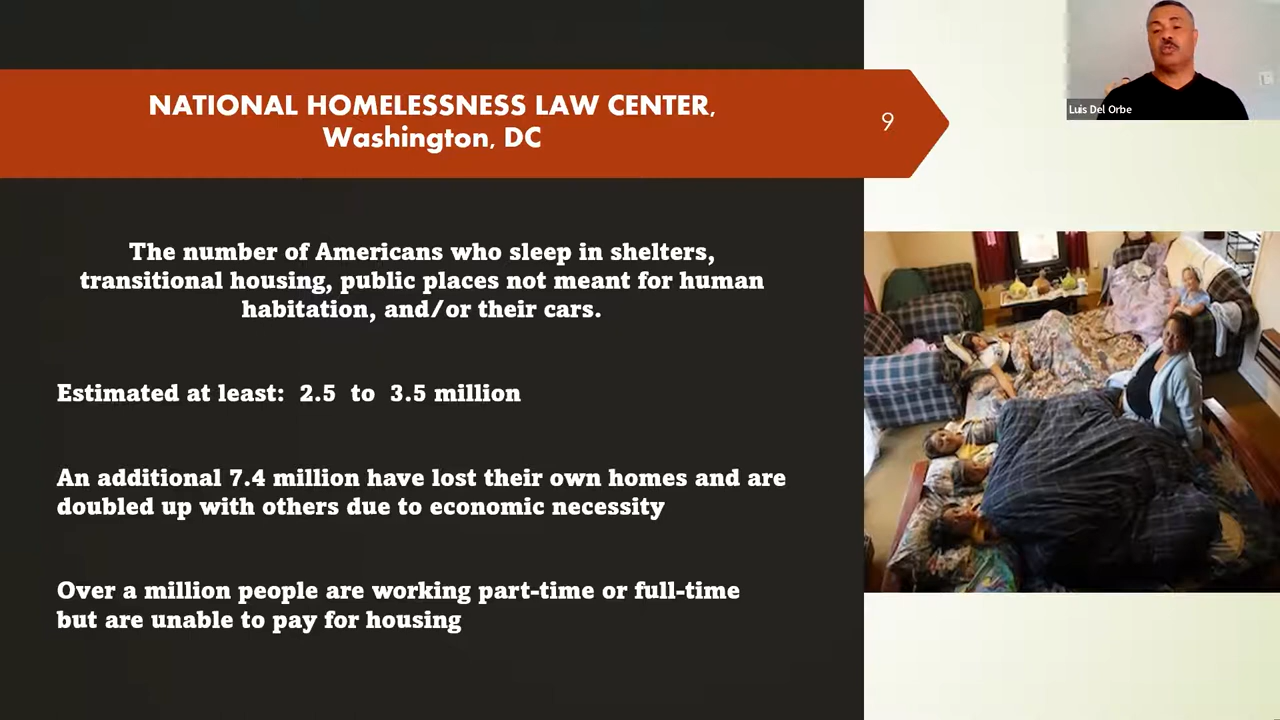 NATIONAL HOMELESSNESS LAW CENTER,
Washington, DC
9
Luis Del Orbe
The number of Americans who sleep in shelters,
transitional housing, public places not meant for human
habitation, and/or their cars.
Estimated at least: 2.5 to 3.5 million
An additional 7.4 million have lost their own homes and are
doubled up with others due to economic necessity
Over a million people are working part-time or full-time
but are unable to pay for housing